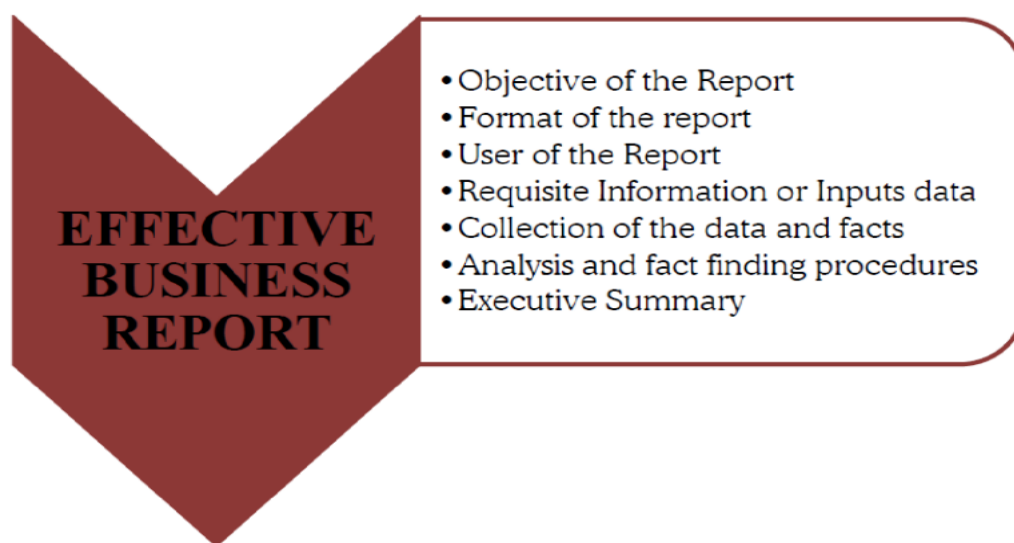 EFFECTIVE
BUSINESS
REPORT
•Objective of the Report
•Format of the report
•User of the Report
•Requisite Information or Inputs data
•Collection of the data and facts
•Analysis and fact finding procedures
•Executive Summary